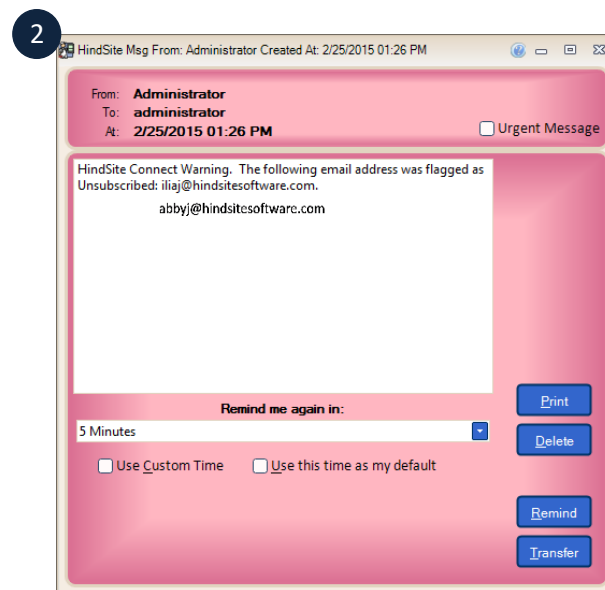 2
HindSite Msg From: Administrator Created At: 2/25/2015 01:26 PM
From: Administrator
To: administrator
At: 2/25/2015 01:26 PM
Urgent Message
HindSite Connect Warning. The following email address was flagged as
Unsubscribed: iliaj@hindsitesoftware.com.
abbyj@hindsitesoftware.com
Remind me again in:
5 Minutes
Use Custom Time
Use this time as my default
Print
Delete
Remind
Transfer